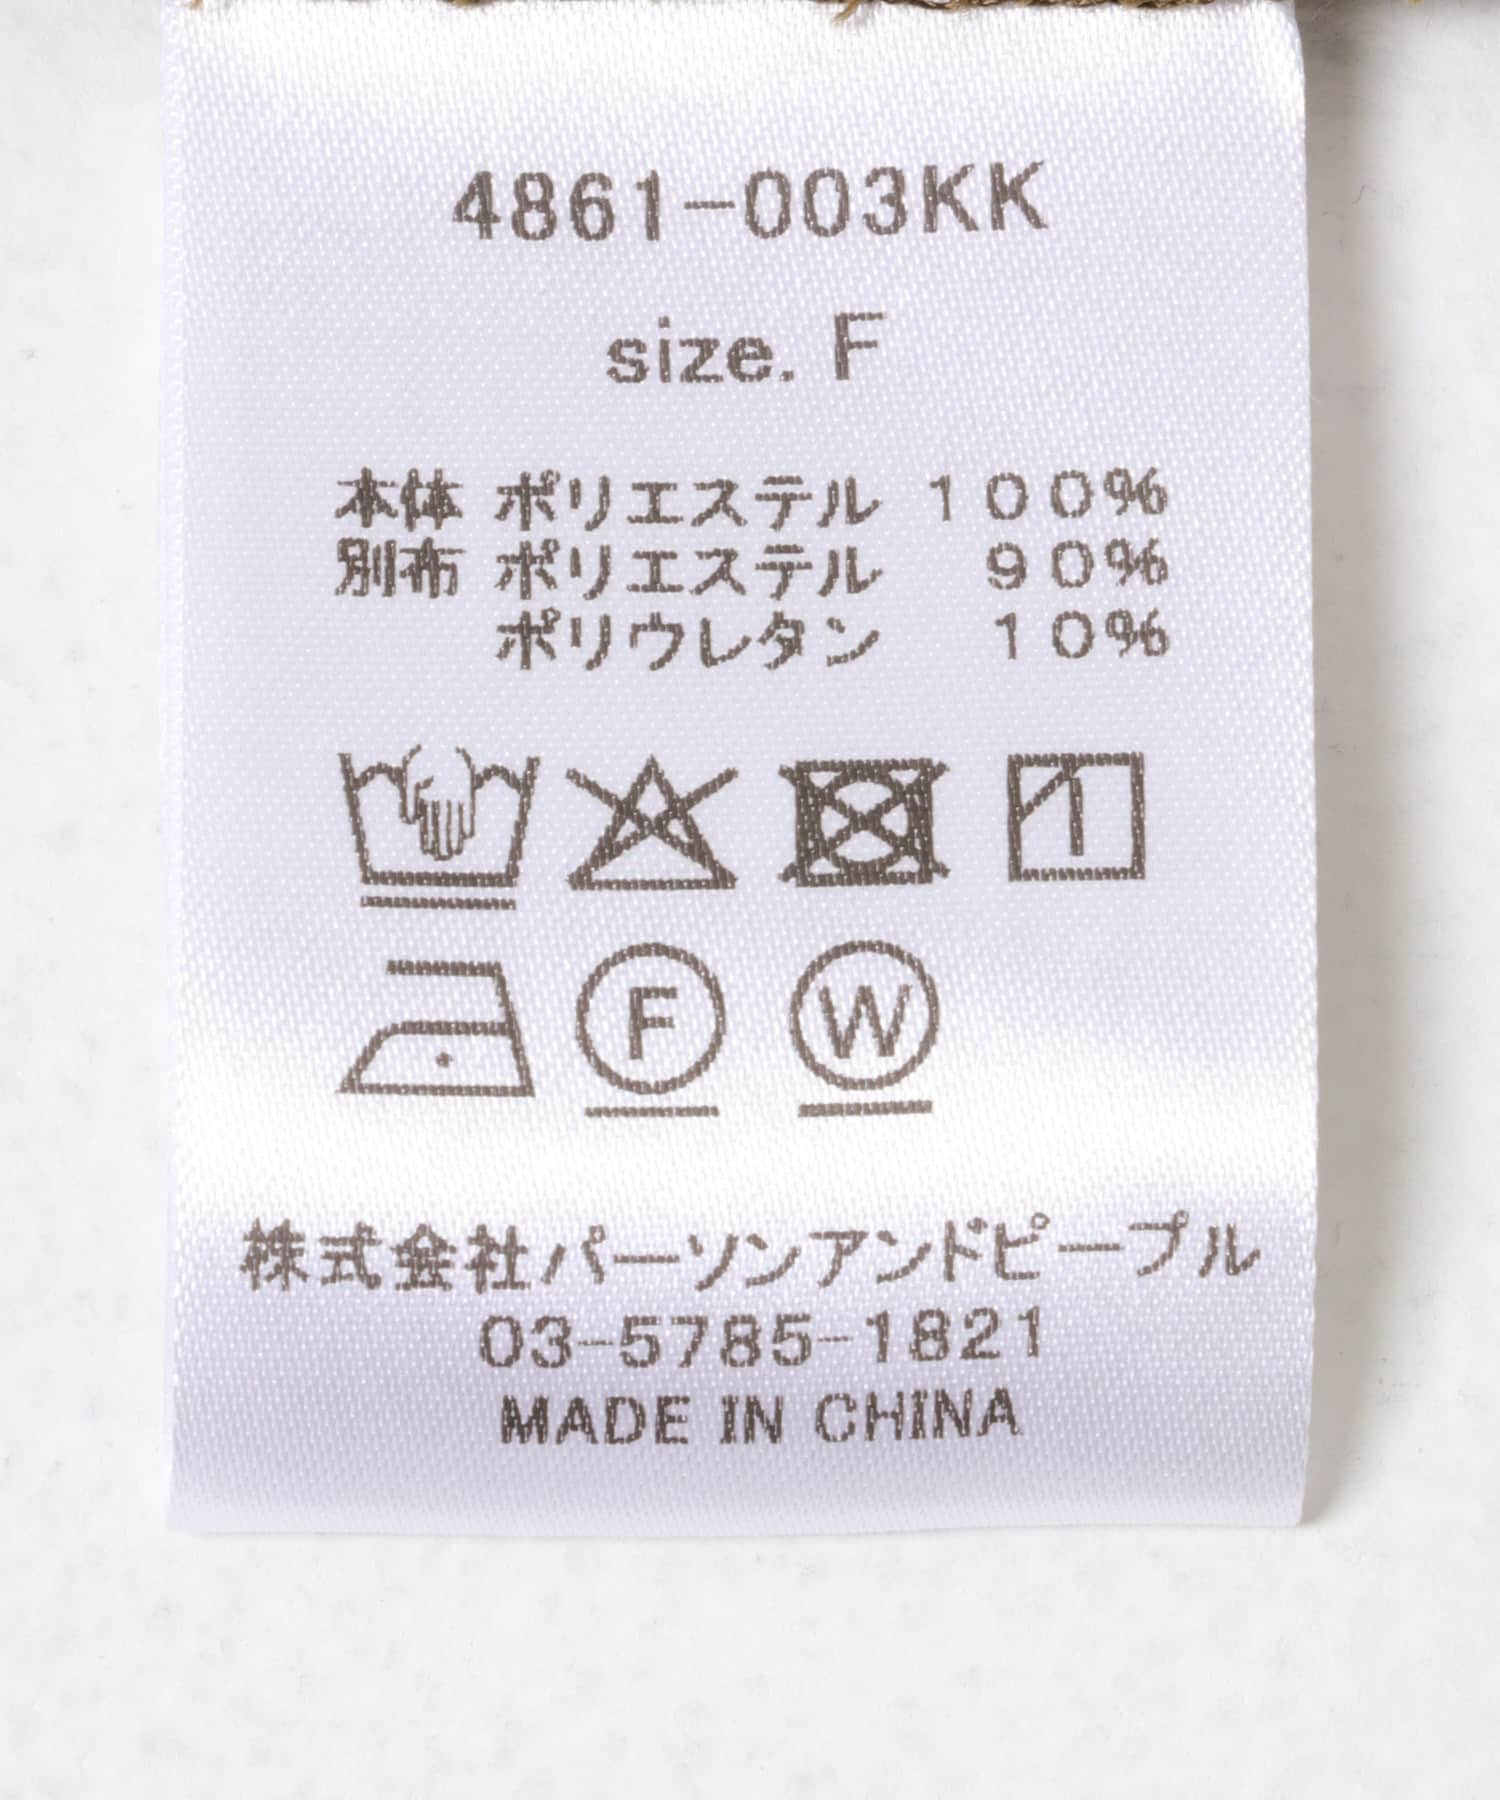 4861-003KK
size. F
本体 ポリエステル 100%
別布 ポリエステル 90%
ポリウレタン 10%
F W
株式会社パーソンアンドピープル
03-5785-1821
MADE IN CHINA